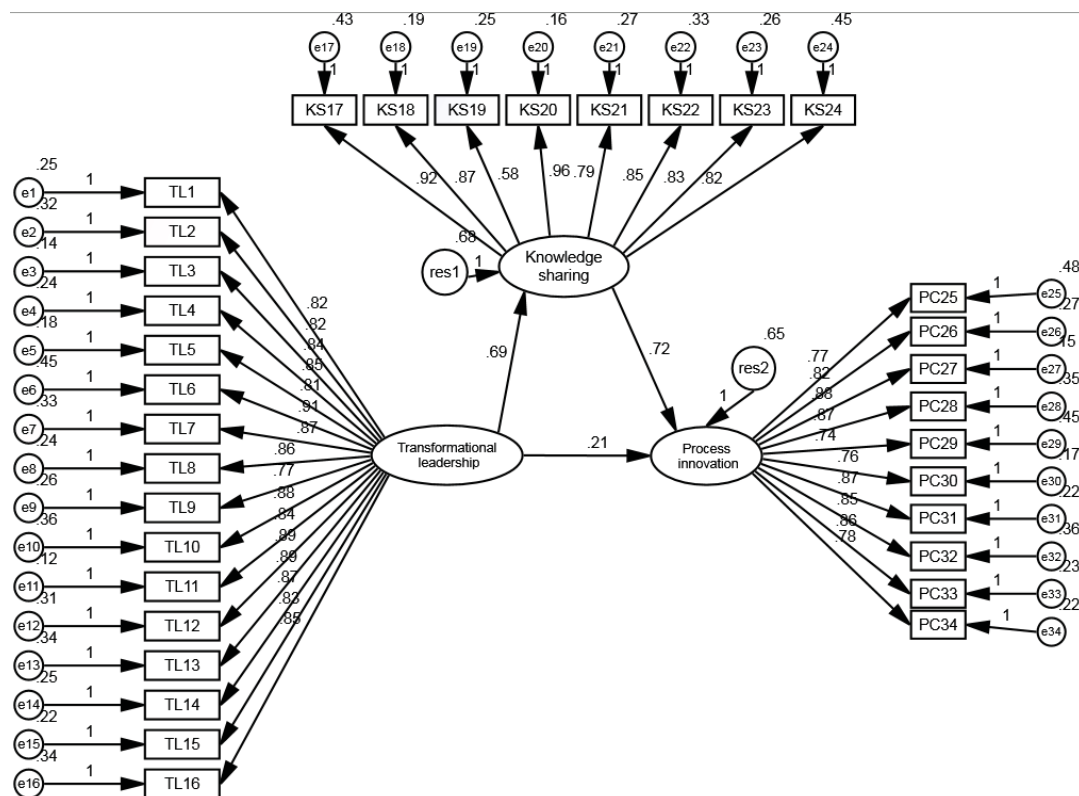 .43 .19 .25 .16 .27 .33 .26 .45
e17 e18 e19 e20 e21 e22 e23 e24
1 1 1 1 1 1 1 1
KS17 KS18 KS19 KS20 KS21 KS22 KS23 KS24
.92 .87 .58 .96 .79 .85 .83 .82
.68
res1
1
Knowledge
sharing
.25
e1 1 TL1
.32
e2 1 TL2
.14
e3 1 TL3
.24
e4 1 TL4
.18
e5 1 TL5
.45
e6 1 TL6
.33
e7 1 TL7
.24
e8 1 TL8
.26
e9 1 TL9
.36
e10 1 TL10
.12
e11 1 TL11
.31
e12 1 TL12
.34
e13 1 TL13
.25
e14 1 TL14
.22
e15 1 TL15
.34
e16 1 TL16
.82
.82
.84
.85
.81
.91
.87
.86
.77
.88
.84
.89
.89
.87
.83
.85
Transformational
leadership
.69
.72
.21
.65
res2
1
Process
innovation
.77
.82
.88
.87
.74
.76
.87
.85
.86
.78
.48
PC25 1 e25
.27
PC26 1 e26
.15
PC27 1 e27
.35
PC28 1 e28
.45
PC29 1 e29
.17
PC30 1 e30
.22
PC31 1 e31
.36
PC32 1 e32
.23
PC33 1 e33
.22
PC34 1 e34